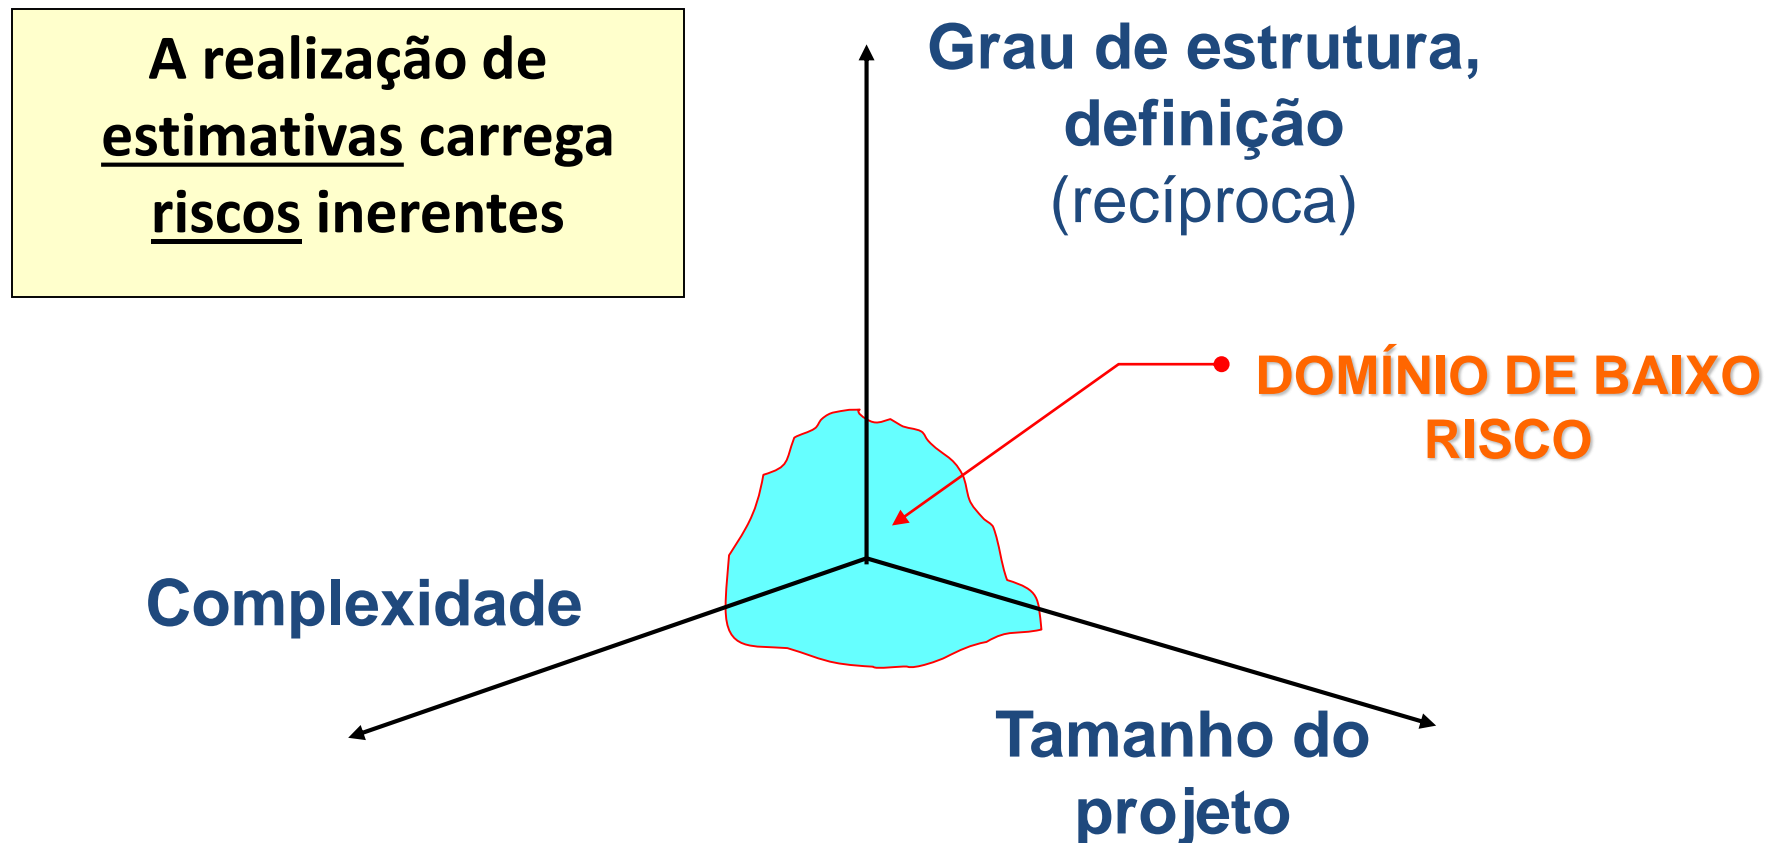 A realização de
estimativas carrega
riscos inerentes
Grau de estrutura,
definição
(recíproca)
DOMÍNIO DE BAIXO
RISCO
Complexidade
Tamanho do
projeto